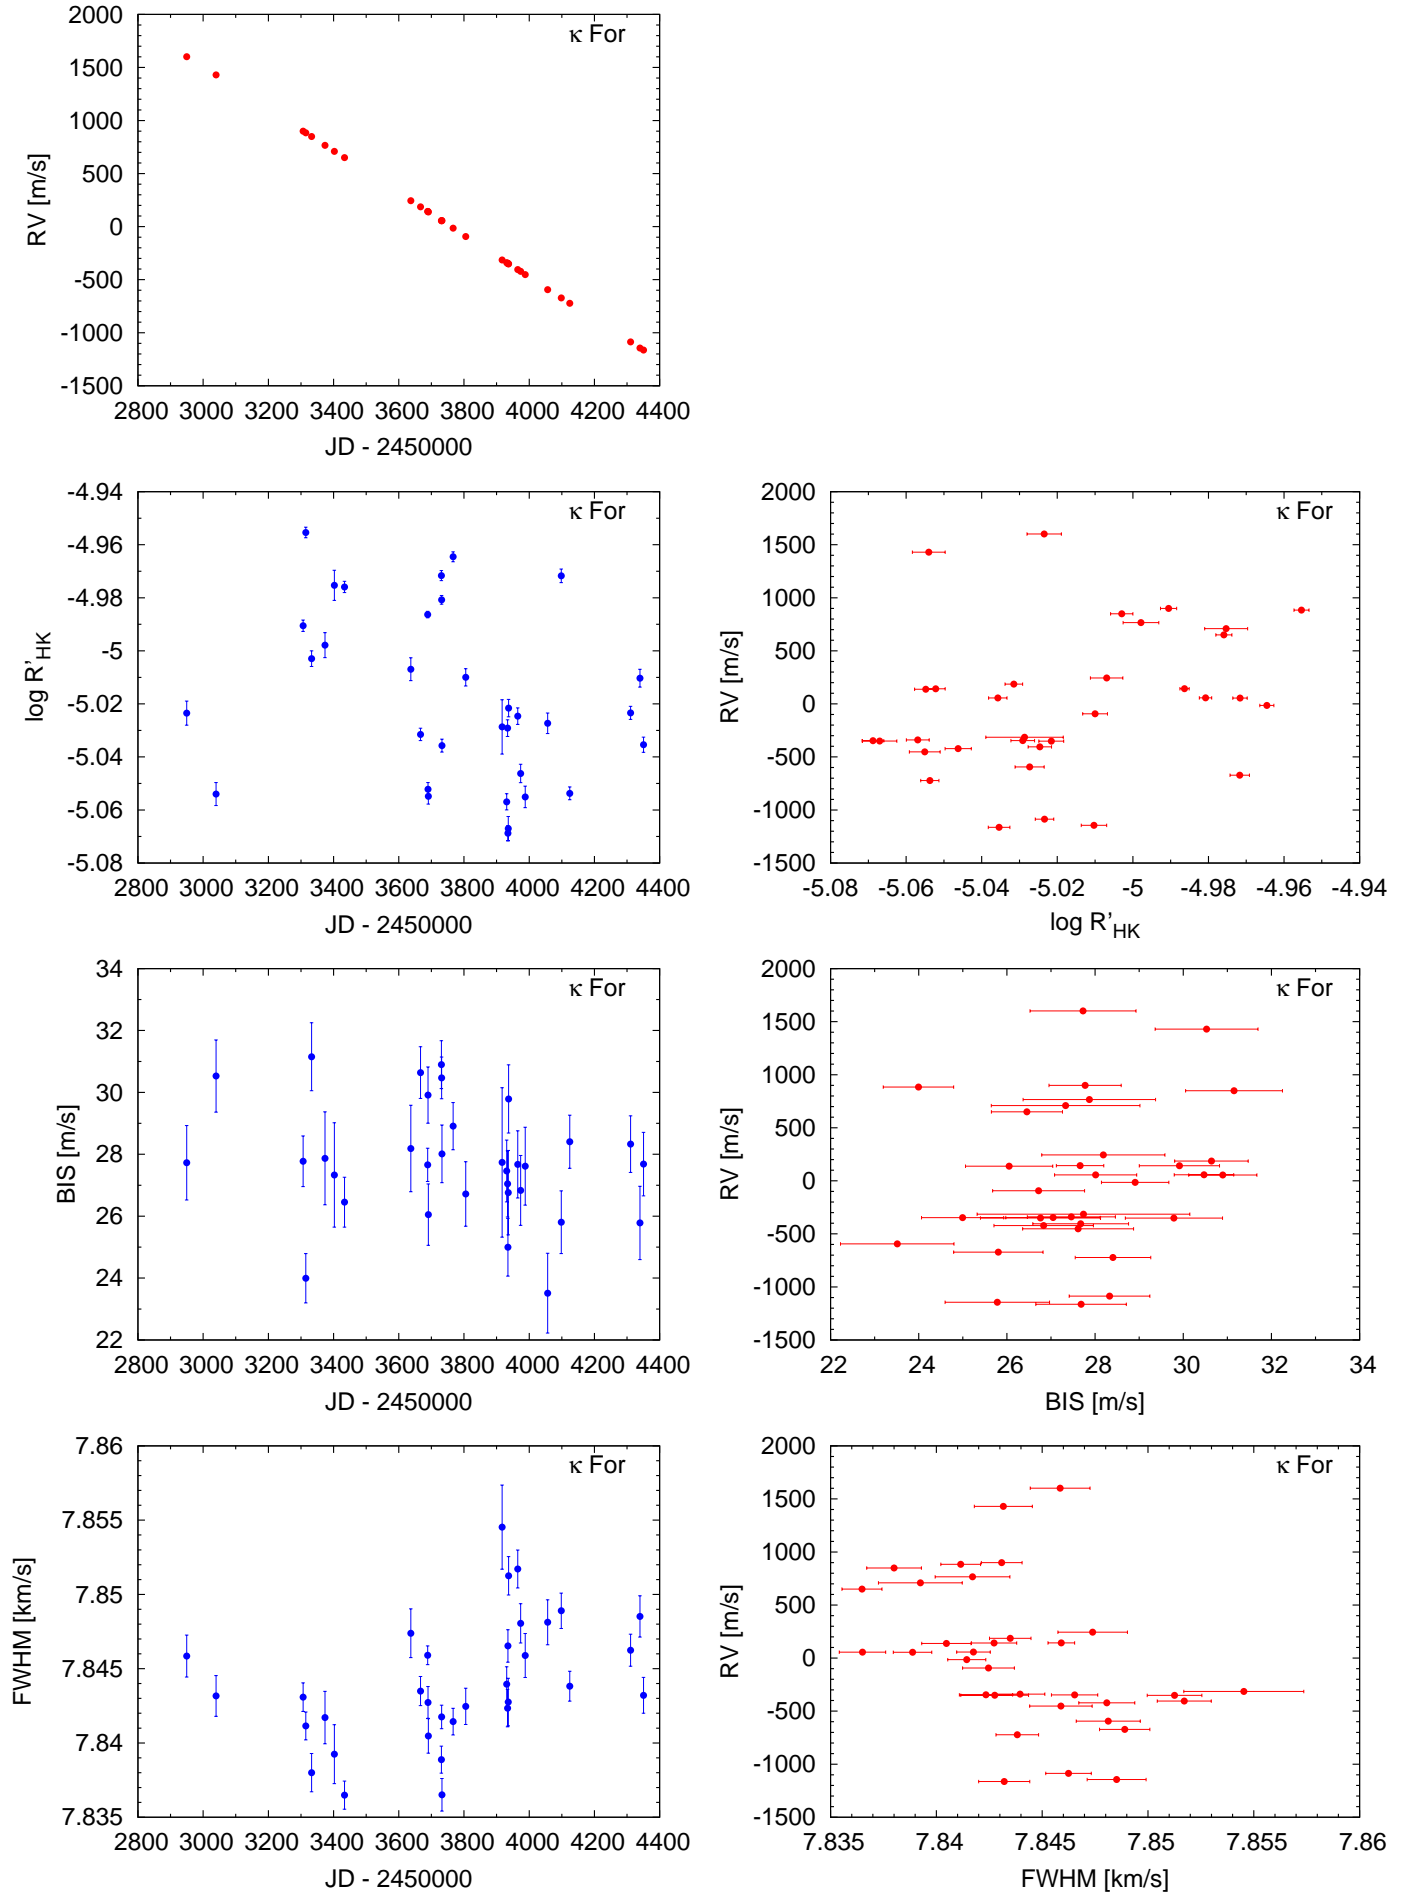 κ For
2000
1500
1000
500
0
-500
-1000
-1500
RV [m/s]
2800 3000 3200 3400 3600 3800 4000 4200 4400
JD - 2450000
κ For
-4.94
-4.96
-4.98
-5
-5.02
-5.04
-5.06
-5.08
log R'HK
2800 3000 3200 3400 3600 3800 4000 4200 4400
JD - 2450000
κ For
2000
1500
1000
500
0
-500
-1000
-1500
RV [m/s]
-5.08 -5.06 -5.04 -5.02 -5 -4.98 -4.96 -4.94
log R'HK
κ For
34
32
30
28
26
24
22
BIS [m/s]
2800 3000 3200 3400 3600 3800 4000 4200 4400
JD - 2450000
κ For
2000
1500
1000
500
0
-500
-1000
-1500
RV [m/s]
22 24 26 28 30 32 34
BIS [m/s]
κ For
7.86
7.855
7.85
7.845
7.84
7.835
FWHM [km/s]
2800 3000 3200 3400 3600 3800 4000 4200 4400
JD - 2450000
κ For
2000
1500
1000
500
0
-500
-1000
-1500
RV [m/s]
7.835 7.84 7.845 7.85 7.855 7.86
FWHM [km/s]